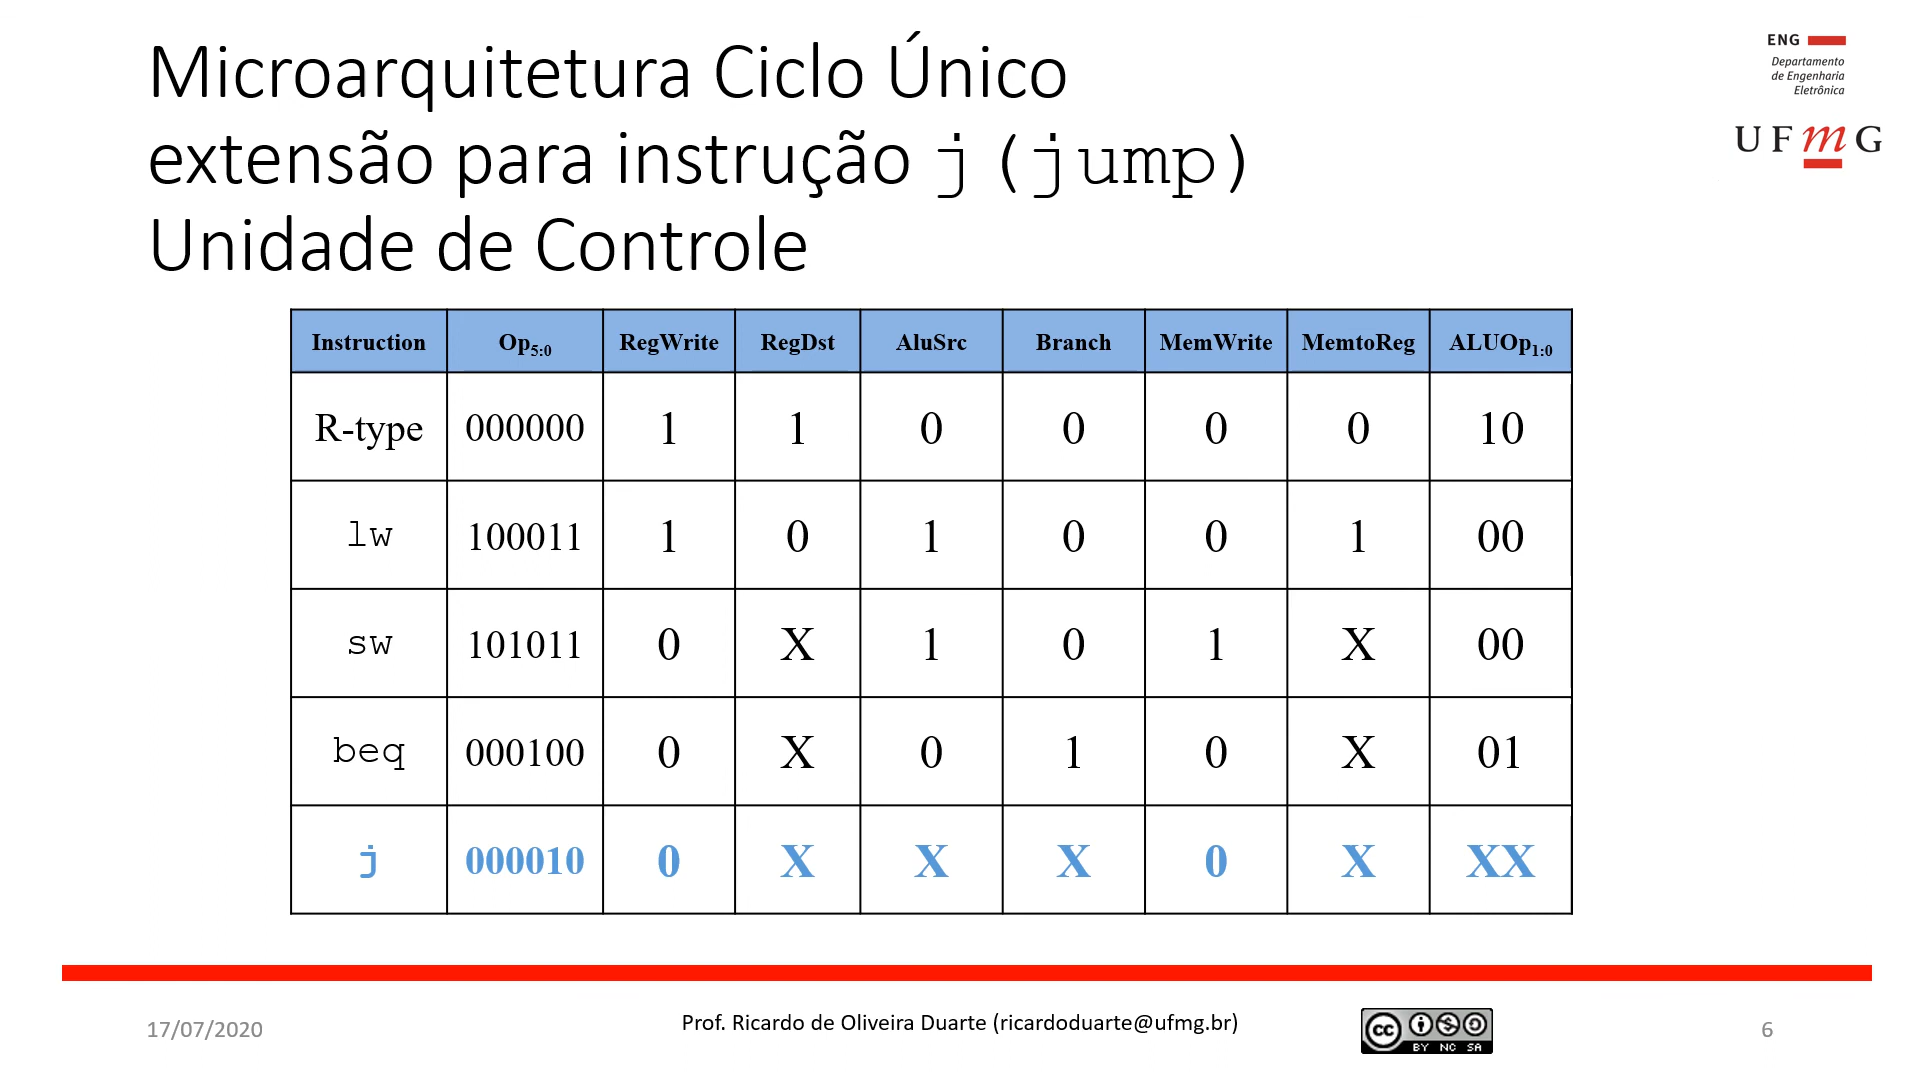 Microarquitetura Ciclo Único
extensão para instrução j (jump)
Unidade de Controle
ENG
Departamento
de Engenharia
Eletrônica
UFmG
Instruction Op5:0 RegWrite RegDst AluSrc Branch MemWrite MemtoReg ALUOp1:0
R-type 000000 1 1 0 0 0 0 10
lw 100011 1 0 1 0 0 1 00
sw 101011 0 X 1 0 1 X 00
beq 000100 0 X 0 1 0 X 01
j 000010 0 X X X 0 X XX
17/07/2020
Prof. Ricardo de Oliveira Duarte (ricardoduarte@ufmg.br)
cc
BY NC SA
6